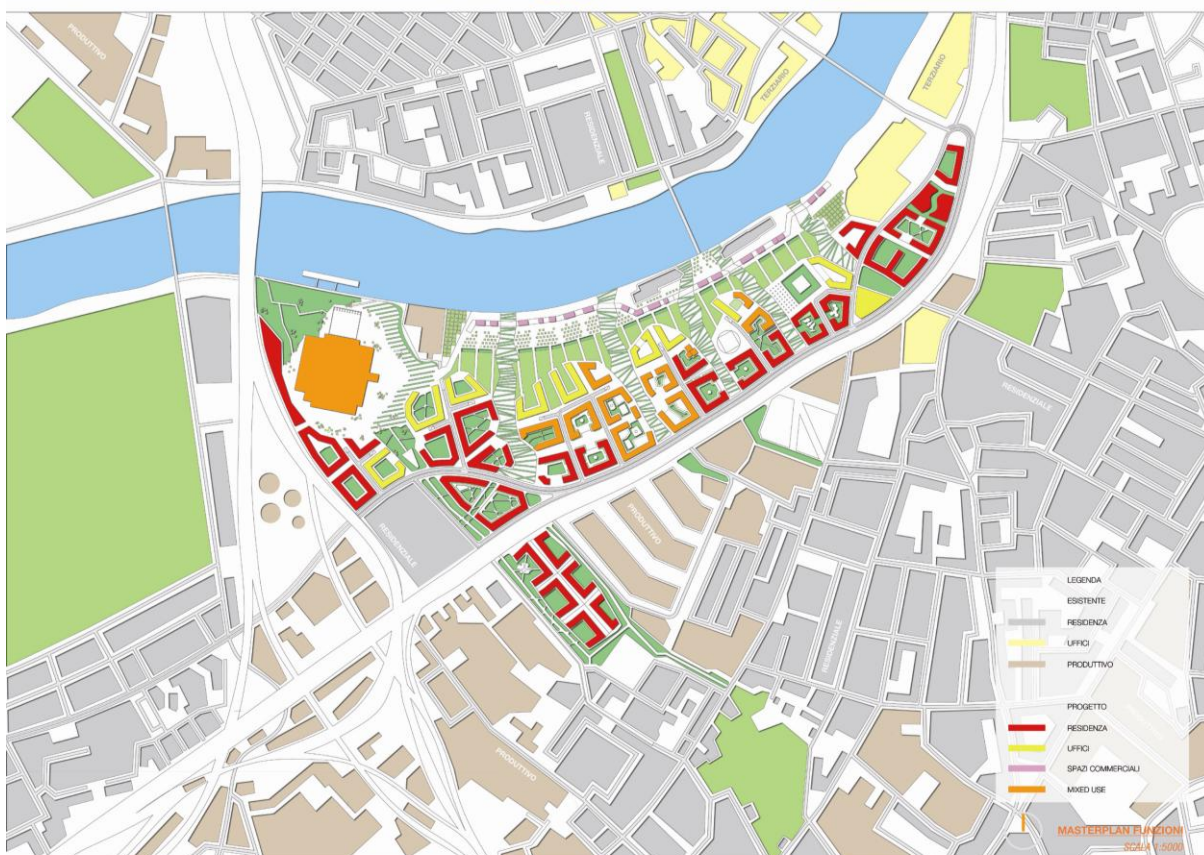 PRODUTTIVO
TERZIARIO
TERZIARIO
RESIDENZIALE
RESIDENZIALE
PRODUTTIVO
RESIDENZIALE
RESIDENZIALE
PRODUTTIVO
LEGENDA
ESISTENTE
RESIDENZA
UFFICI
PRODUTTIVO
PROGETTO
RESIDENZA
UFFICI
SPAZI COMMERCIALI
MIXED USE
MASTERPLAN FUNZIONI
SCALA 1:5000